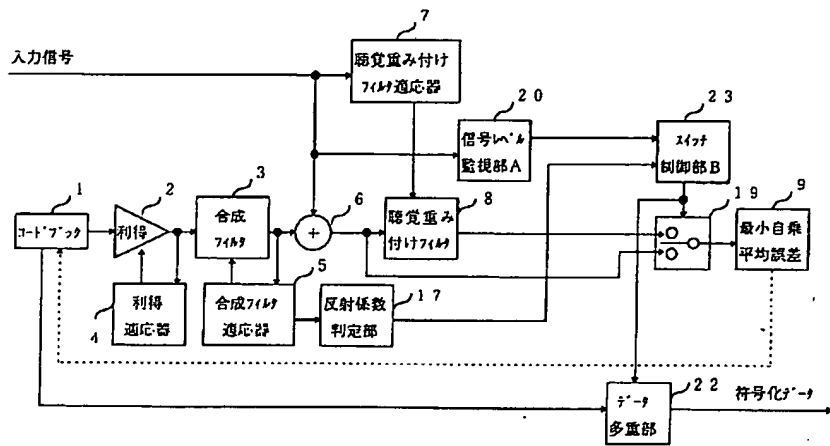 7
入力信号
聴覚重み付け
フィルタ適応器
20
信号レベル
監視部A
23
スイッチ
制御部B
1
コードブック
2
利得
3
合成
フィルタ
6
+
8
聴覚重み
付けフィルタ
19
9
最小自乗
平均誤差
4
利得
適応器
5
合成フィルタ
適応器
17
反射係数
判定部
22
データ
多重部
符号化データ